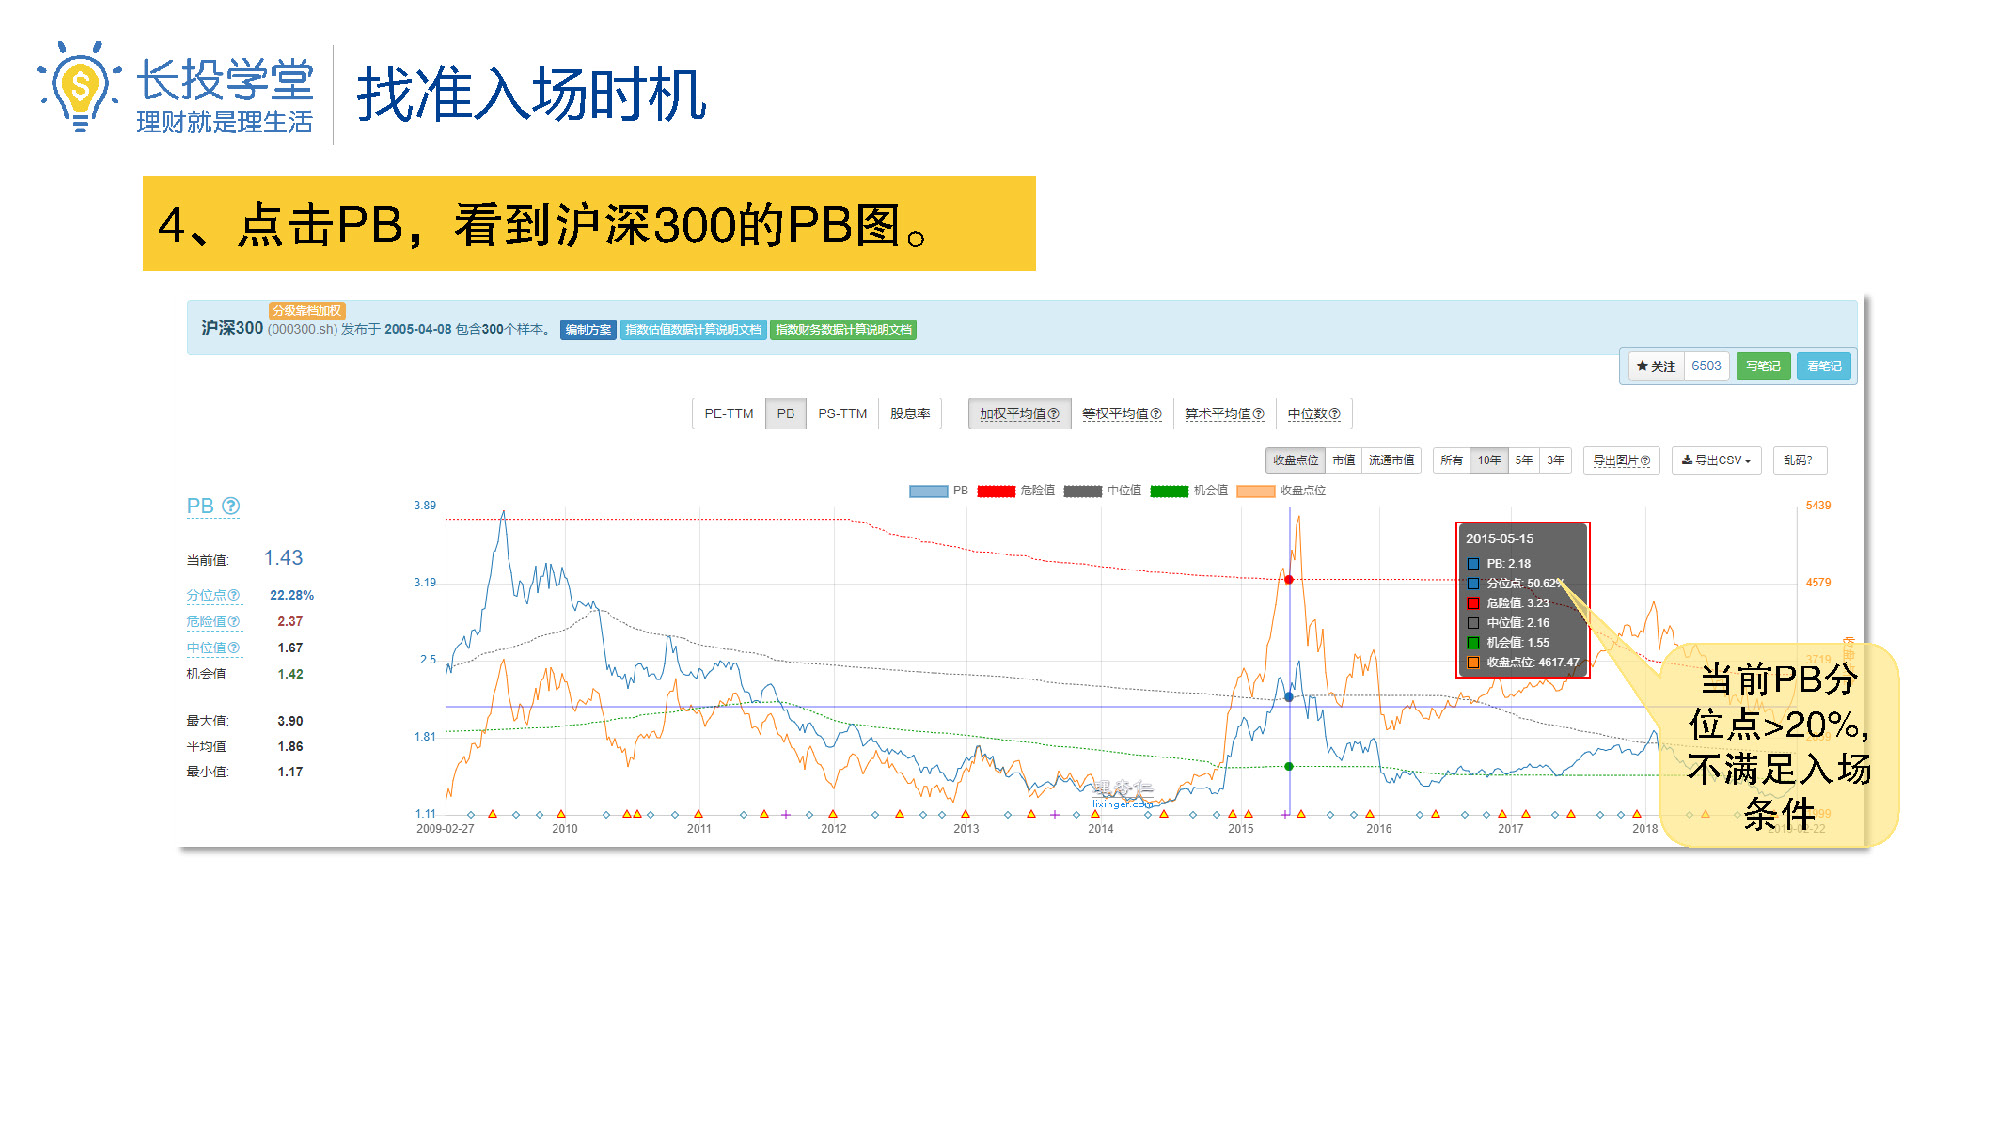 长投学堂
理财就是理生活
找准入场时机
4、点击PB，看到沪深300的PB图。
分级靠档加权
沪深300 (000300.sh) 发布于 2005-04-08 包含300个样本。 编制方案 指数估值数据计算说明文档 指数财务数据计算说明文档
★ 关注 6503 写笔记 看笔记
PE-TTM PB PS-TTM 股息率 加权平均值 等权平均值 算术平均值 中位数
收盘点位 市值 流通市值 所有 10年 5年 3年 导出图片 导出CSV 乱码?
PB 危险值 中位值 机会值 收盘点位
PB
当前值: 1.43
分位点 22.28%
危险值 2.37
中位值 1.67
机会值 1.42
最大值: 3.90
平均值 1.86
最小值: 1.17
3.89
3.19
2.5
1.81
1.11
5439
4579
3719
2015-05-15
PB: 2.18
分位点: 50.62%
危险值: 3.23
中位值: 2.16
机会值: 1.55
收盘点位: 4617.47
当前PB分
位点>20%,
不满足入场
条件
理杏仁
lixinger.com
2009-02-27 2010 2011 2012 2013 2014 2015 2016 2017 2018